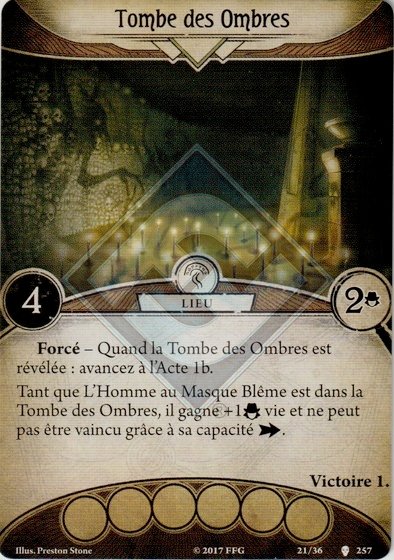 Tombe des Ombres
4
LIEU
2
Forcé – Quand la Tombe des Ombres est
révélée : avancez à l'Acte 1b.
Tant que L'Homme au Masque Blême est dans la
Tombe des Ombres, il gagne +1 vie et ne peut
pas être vaincu grâce à sa capacité .
Victoire 1.
Illus. Preston Stone © 2017 FFG 21/36 257